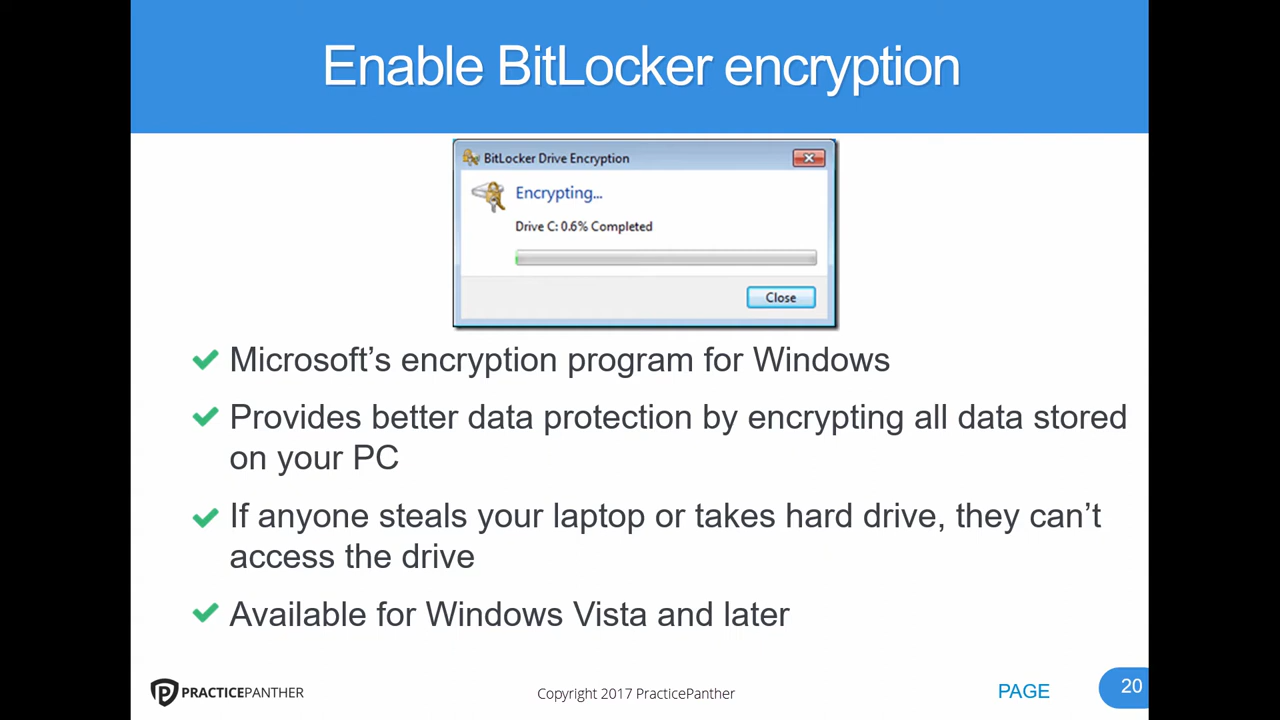 Enable BitLocker encryption
BitLocker Drive Encryption
Encrypting...
Drive C: 0.6% Completed
Close
Microsoft’s encryption program for Windows
Provides better data protection by encrypting all data stored
on your PC
If anyone steals your laptop or takes hard drive, they can’t
access the drive
Available for Windows Vista and later
PRACTICEPANTHER
Copyright 2017 PracticePanther
PAGE
20